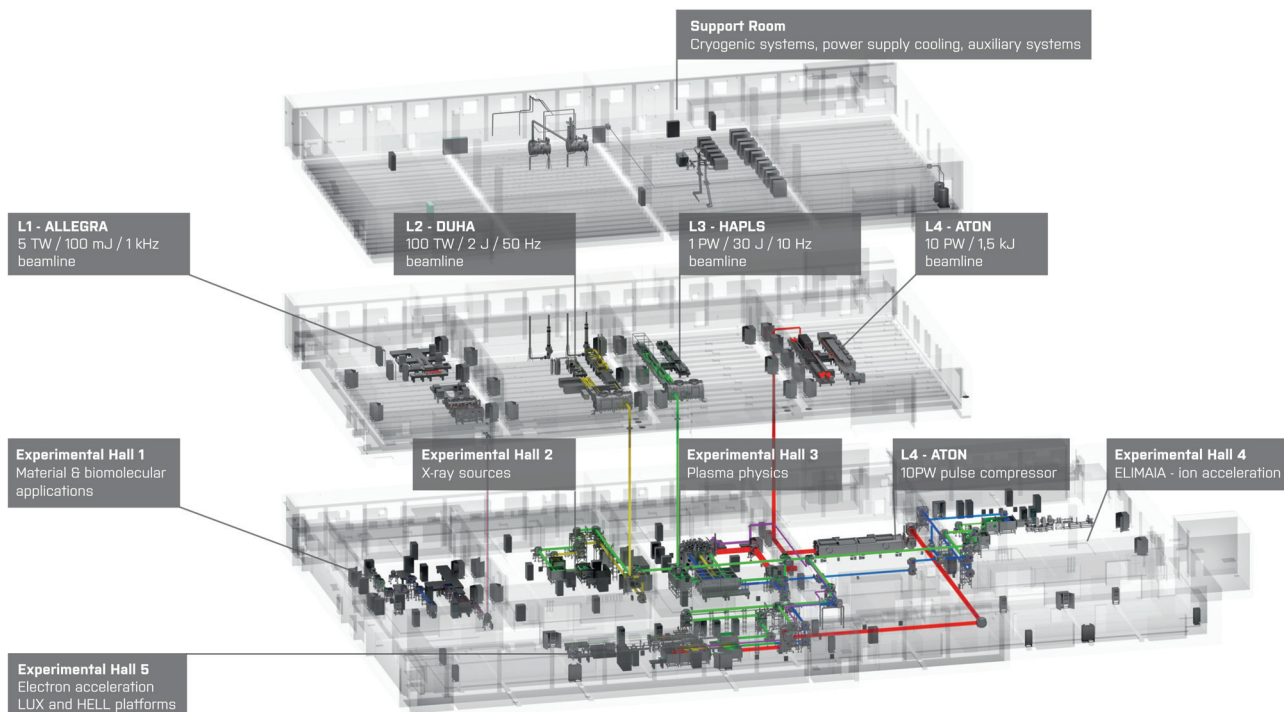 Support Room
Cryogenic systems, power supply cooling, auxiliary systems
L1 - ALLEGRA
5 TW / 100 mJ / 1 kHz
beamline
L2 - DUHA
100 TW / 2 J / 50 Hz
beamline
L3 - HAPLS
1 PW / 30 J / 10 Hz
beamline
L4 - ATON
10 PW / 1,5 kJ
beamline
Experimental Hall 1
Material & biomolecular
applications
Experimental Hall 2
X-ray sources
Experimental Hall 3
Plasma physics
L4 - ATON
10PW pulse compressor
Experimental Hall 4
ELIMAIA - ion acceleration
Experimental Hall 5
Electron acceleration
LUX and HELL platforms